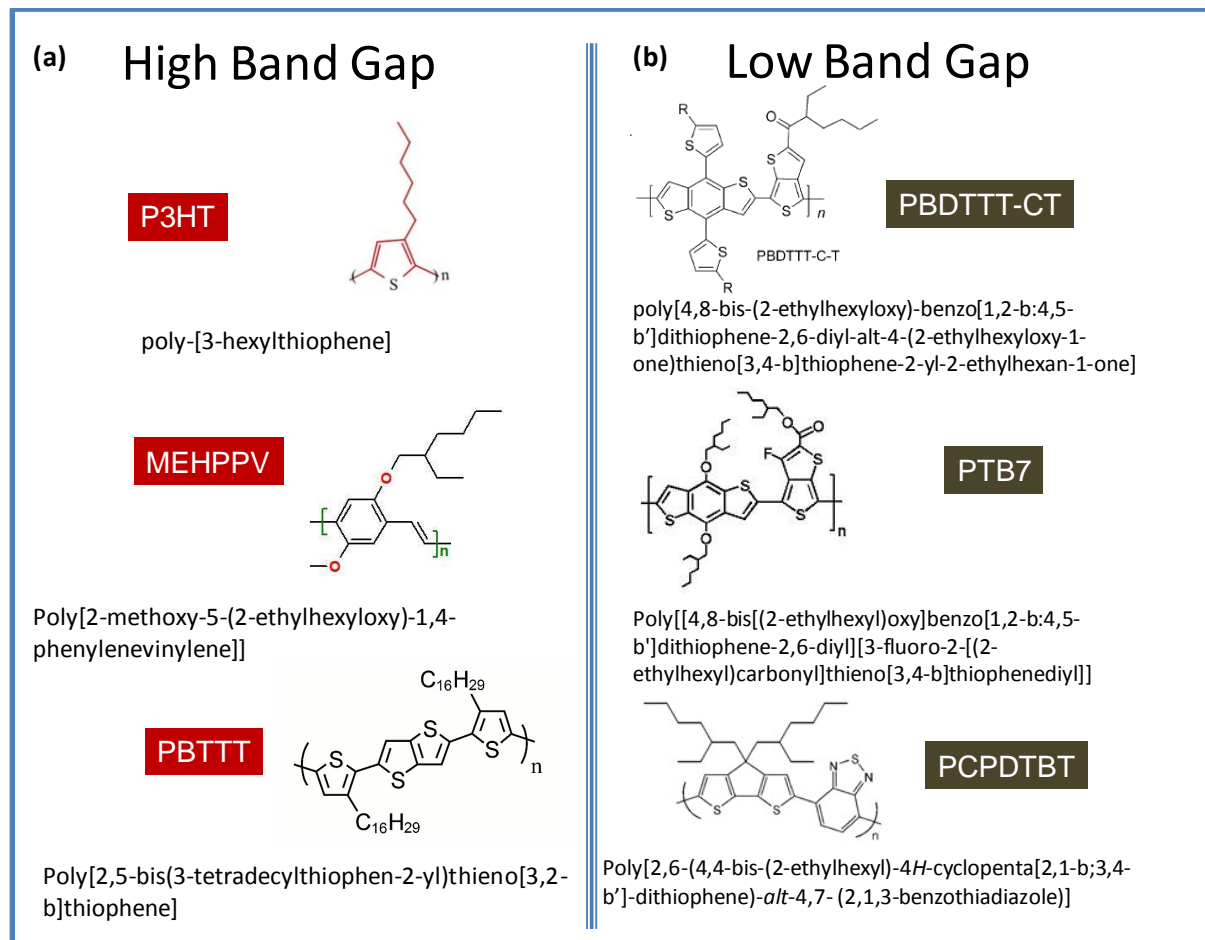 (a) High Band Gap
P3HT
S
n
poly-[3-hexylthiophene]
MEHPPV
O
n
O
Poly[2-methoxy-5-(2-ethylhexyloxy)-1,4-
phenylenevinylene]]
C16H29
PBTTT
S
S
S
S
n
C16H29
Poly[2,5-bis(3-tetradecylthiophen-2-yl)thieno[3,2-
b]thiophene]
(b) Low Band Gap
R
O
S
S
S
S
S
n
S
R
PBDTTT-C-T
PBDTTT-CT
poly[4,8-bis-(2-ethylhexyloxy)-benzo[1,2-b:4,5-
b’]dithiophene-2,6-diyl-alt-4-(2-ethylhexyloxy-1-
one)thieno[3,4-b]thiophene-2-yl-2-ethylhexan-1-one]
O
O
O
F
S
S
S
S
n
O
PTB7
Poly[[4,8-bis[(2-ethylhexyl)oxy]benzo[1,2-b:4,5-
b']dithiophene-2,6-diyl][3-fluoro-2-[(2-
ethylhexyl)carbonyl]thieno[3,4-b]thiophenediyl]]
N
S
N
S
S
n
PCPDTBT
Poly[2,6-(4,4-bis-(2-ethylhexyl)-4H-cyclopenta[2,1-b;3,4-
b’]-dithiophene)-alt-4,7- (2,1,3-benzothiadiazole)]